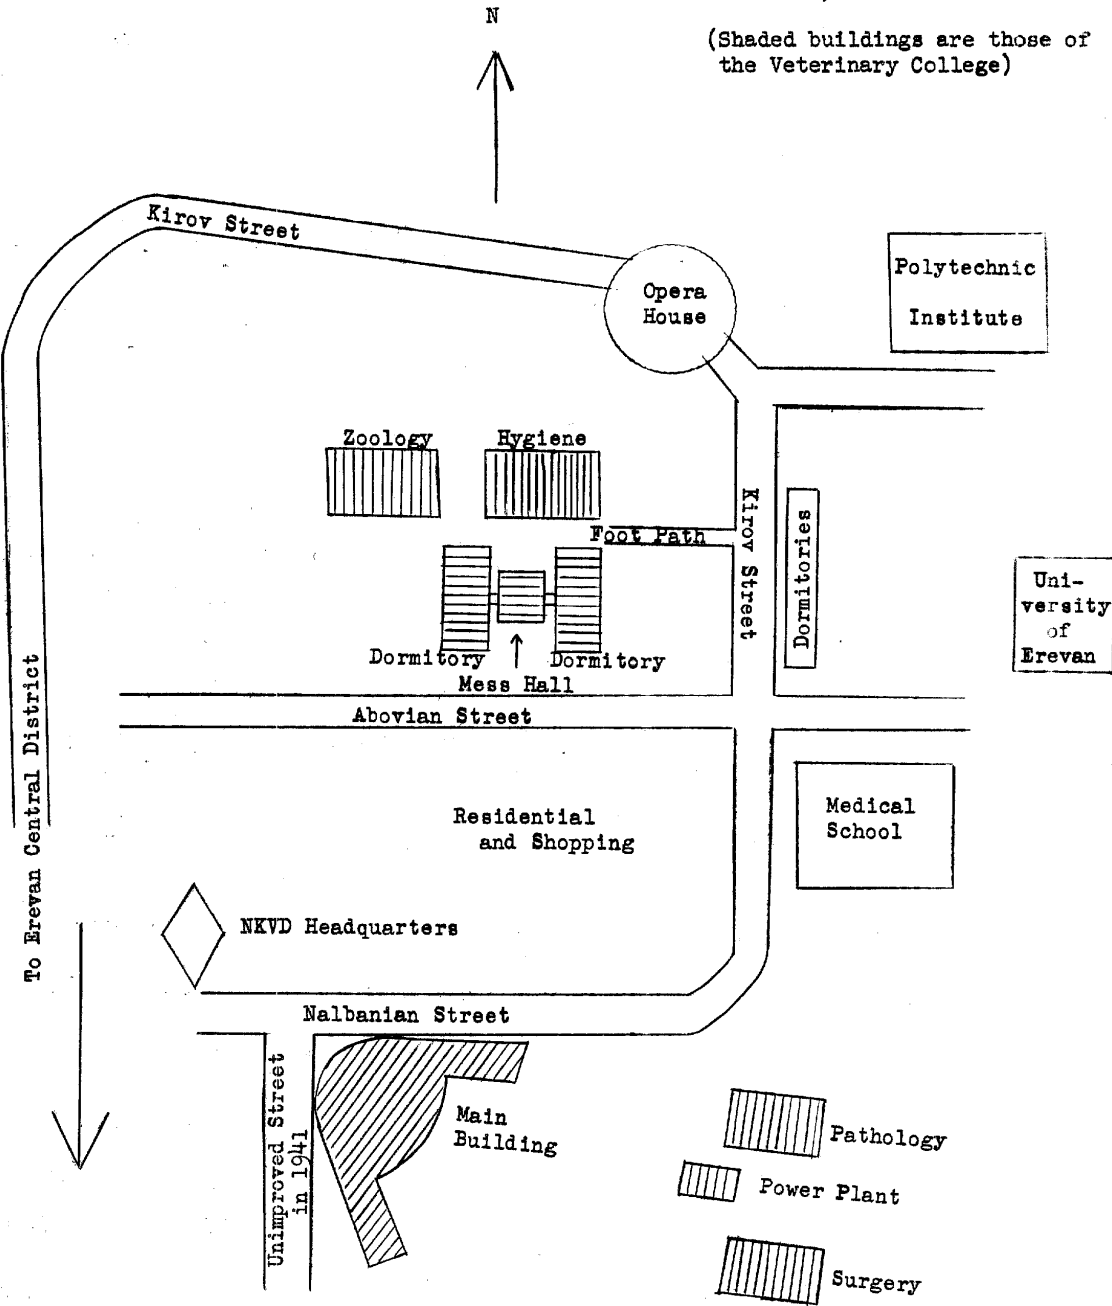 N
(Shaded buildings are those of
the Veterinary College)
Kirov Street
Opera
House
Polytechnic
Institute
Zoology
Hygiene
Foot Path
Kirov Street
Dormitories
Uni-
versity
of
Erevan
Dormitory
Dormitory
Mess Hall
Abovian Street
To Erevan Central District
Residential
and Shopping
Medical
School
NKVD Headquarters
Nalbanian Street
Unimproved Street
in 1941
Main
Building
Pathology
Power Plant
Surgery